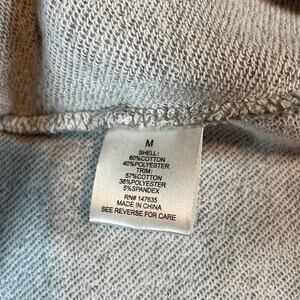 M
SHELL:
60%COTTON
40%POLYESTER
TRIM:
57%COTTON
38%POLYESTER
5%SPANDEX
RN# 147635
MADE IN CHINA
SEE REVERSE FOR CARE